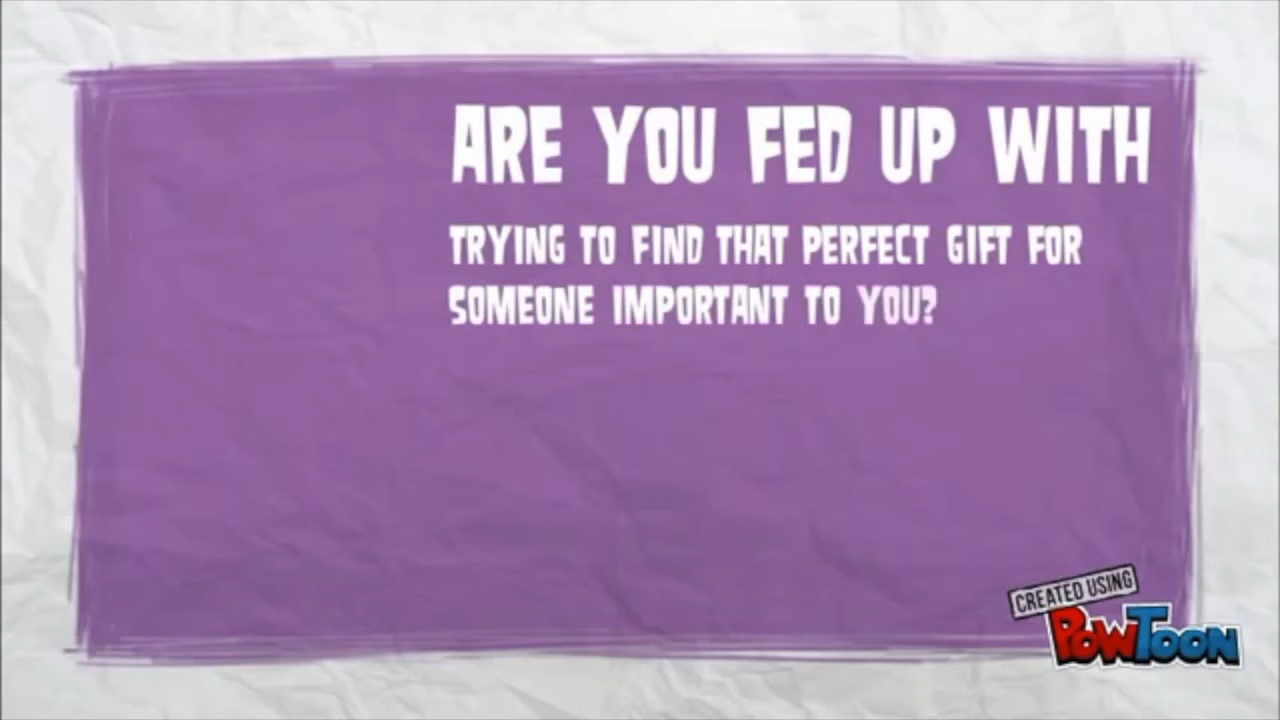 ARE YOU FED UP WITH
TRYING TO FIND THAT PERFECT GIFT FOR
SOMEONE IMPORTANT TO YOU?
CREATED USING
POWTOON